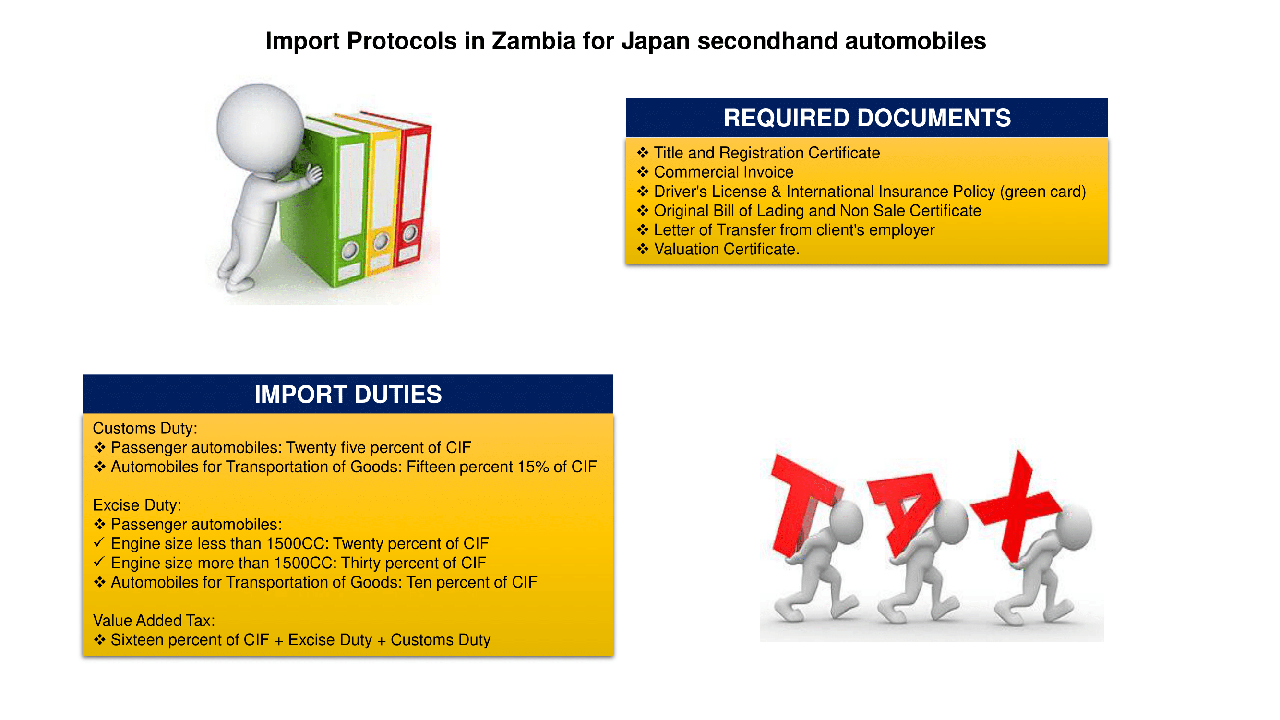 Import Protocols in Zambia for Japan secondhand automobiles
REQUIRED DOCUMENTS
❖ Title and Registration Certificate
❖ Commercial Invoice
❖ Driver's License & International Insurance Policy (green card)
❖ Original Bill of Lading and Non Sale Certificate
❖ Letter of Transfer from client's employer
❖ Valuation Certificate.
IMPORT DUTIES
Customs Duty:
❖ Passenger automobiles: Twenty five percent of CIF
❖ Automobiles for Transportation of Goods: Fifteen percent 15% of CIF
Excise Duty:
❖ Passenger automobiles:
✓ Engine size less than 1500CC: Twenty percent of CIF
✓ Engine size more than 1500CC: Thirty percent of CIF
❖ Automobiles for Transportation of Goods: Ten percent of CIF
Value Added Tax:
❖ Sixteen percent of CIF + Excise Duty + Customs Duty
TAX